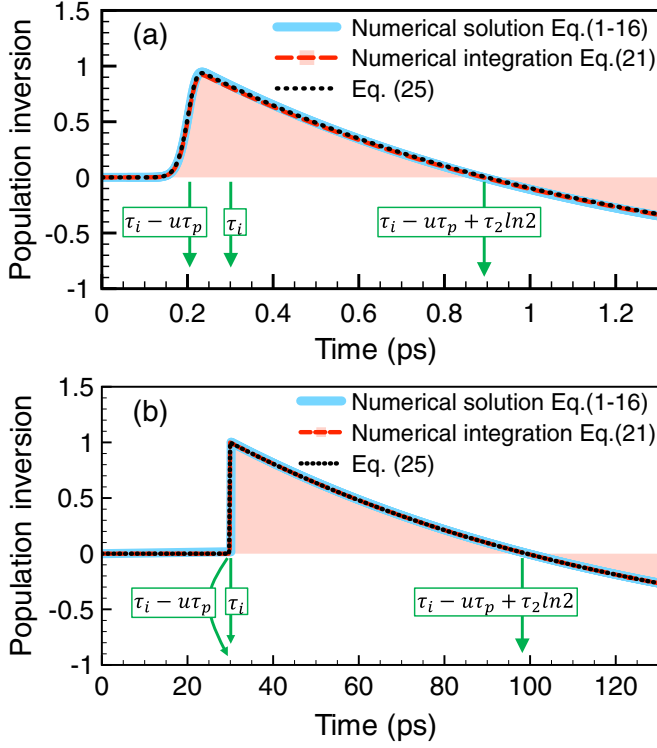 (a)
Numerical solution Eq.(1-16)
Numerical integration Eq.(21)
Eq. (25)
Population inversion
1.5
1
0.5
0
-0.5
-1
τᵢ − uτₚ
τᵢ
τᵢ − uτₚ + τ₂ln2
0 0.2 0.4 0.6 0.8 1 1.2
Time (ps)
(b)
Numerical solution Eq.(1-16)
Numerical integration Eq.(21)
Eq. (25)
Population inversion
1.5
1
0.5
0
-0.5
-1
τᵢ − uτₚ
τᵢ
τᵢ − uτₚ + τ₂ln2
0 20 40 60 80 100 120
Time (ps)